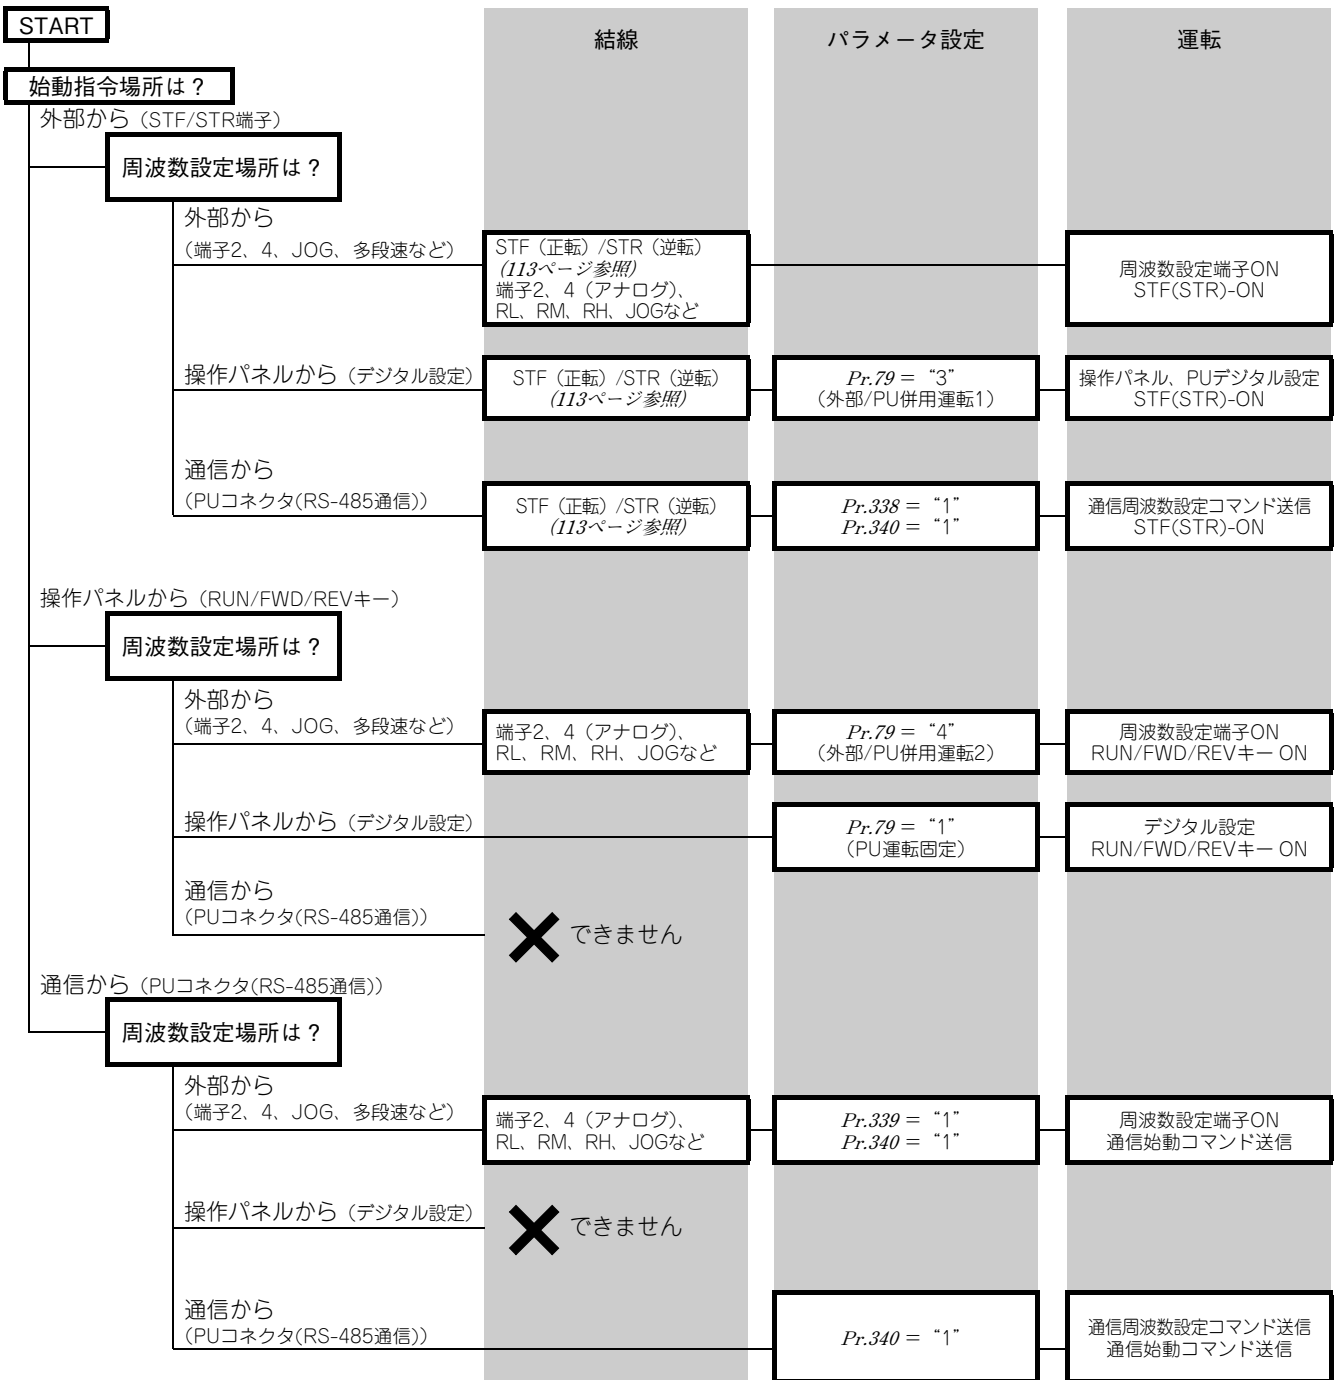 START
結線
パラメータ設定
運転
始動指令場所は？
外部から（STF/STR端子）
周波数設定場所は？
外部から
（端子2、4、JOG、多段速など）
STF（正転）/STR（逆転）
（113ページ参照）
端子2、4（アナログ）、
RL、RM、RH、JOGなど
周波数設定端子ON
STF(STR)-ON
操作パネルから（デジタル設定）
STF（正転）/STR（逆転）
（113ページ参照）
Pr.79 = “3”
（外部/PU併用運転1）
操作パネル、PUデジタル設定
STF(STR)-ON
通信から
（PUコネクタ(RS-485通信)）
STF（正転）/STR（逆転）
（113ページ参照）
Pr.338 = “1”
Pr.340 = “1”
通信周波数設定コマンド送信
STF(STR)-ON
操作パネルから（RUN/FWD/REVキー）
周波数設定場所は？
外部から
（端子2、4、JOG、多段速など）
端子2、4（アナログ）、
RL、RM、RH、JOGなど
Pr.79 = “4”
（外部/PU併用運転2）
周波数設定端子ON
RUN/FWD/REVキー ON
操作パネルから（デジタル設定）
Pr.79 = “1”
（PU運転固定）
デジタル設定
RUN/FWD/REVキー ON
通信から
（PUコネクタ(RS-485通信)）
できません
通信から（PUコネクタ(RS-485通信)）
周波数設定場所は？
外部から
（端子2、4、JOG、多段速など）
端子2、4（アナログ）、
RL、RM、RH、JOGなど
Pr.339 = “1”
Pr.340 = “1”
周波数設定端子ON
通信始動コマンド送信
操作パネルから（デジタル設定）
できません
通信から
（PUコネクタ(RS-485通信)）
Pr.340 = “1”
通信周波数設定コマンド送信
通信始動コマンド送信